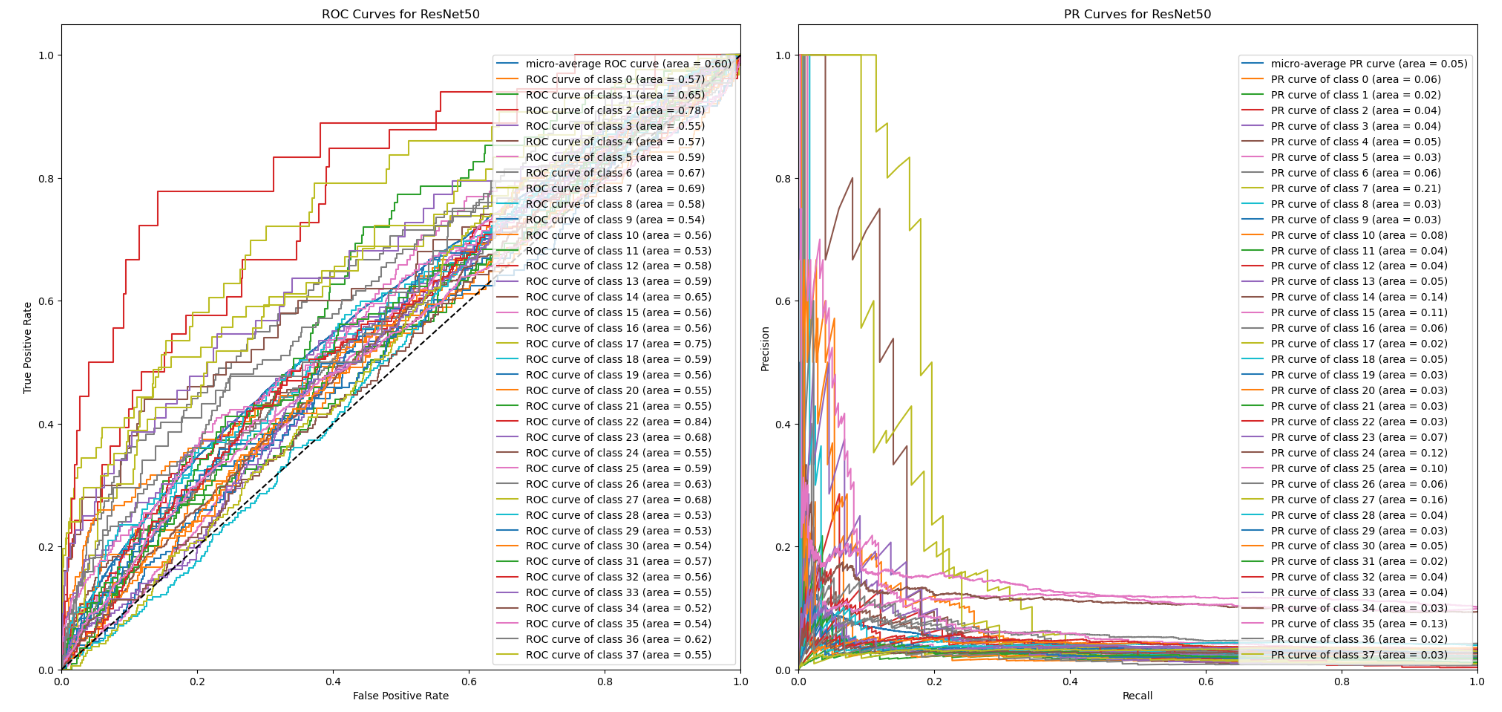 ROC Curves for ResNet50
True Positive Rate
1.0
0.8
0.6
0.4
0.2
0.0
micro-average ROC curve (area = 0.60)
ROC curve of class 0 (area = 0.57)
ROC curve of class 1 (area = 0.65)
ROC curve of class 2 (area = 0.78)
ROC curve of class 3 (area = 0.55)
ROC curve of class 4 (area = 0.57)
ROC curve of class 5 (area = 0.59)
ROC curve of class 6 (area = 0.67)
ROC curve of class 7 (area = 0.69)
ROC curve of class 8 (area = 0.58)
ROC curve of class 9 (area = 0.54)
ROC curve of class 10 (area = 0.56)
ROC curve of class 11 (area = 0.53)
ROC curve of class 12 (area = 0.58)
ROC curve of class 13 (area = 0.59)
ROC curve of class 14 (area = 0.65)
ROC curve of class 15 (area = 0.56)
ROC curve of class 16 (area = 0.56)
ROC curve of class 17 (area = 0.75)
ROC curve of class 18 (area = 0.59)
ROC curve of class 19 (area = 0.56)
ROC curve of class 20 (area = 0.55)
ROC curve of class 21 (area = 0.55)
ROC curve of class 22 (area = 0.84)
ROC curve of class 23 (area = 0.68)
ROC curve of class 24 (area = 0.55)
ROC curve of class 25 (area = 0.59)
ROC curve of class 26 (area = 0.63)
ROC curve of class 27 (area = 0.68)
ROC curve of class 28 (area = 0.53)
ROC curve of class 29 (area = 0.53)
ROC curve of class 30 (area = 0.54)
ROC curve of class 31 (area = 0.57)
ROC curve of class 32 (area = 0.56)
ROC curve of class 33 (area = 0.55)
ROC curve of class 34 (area = 0.52)
ROC curve of class 35 (area = 0.54)
ROC curve of class 36 (area = 0.62)
ROC curve of class 37 (area = 0.55)
0.0 0.2 0.4 0.6 0.8 1.0
False Positive Rate
PR Curves for ResNet50
Precision
1.0
0.8
0.6
0.4
0.2
0.0
micro-average PR curve (area = 0.05)
PR curve of class 0 (area = 0.06)
PR curve of class 1 (area = 0.02)
PR curve of class 2 (area = 0.04)
PR curve of class 3 (area = 0.04)
PR curve of class 4 (area = 0.05)
PR curve of class 5 (area = 0.03)
PR curve of class 6 (area = 0.06)
PR curve of class 7 (area = 0.21)
PR curve of class 8 (area = 0.03)
PR curve of class 9 (area = 0.03)
PR curve of class 10 (area = 0.08)
PR curve of class 11 (area = 0.04)
PR curve of class 12 (area = 0.04)
PR curve of class 13 (area = 0.05)
PR curve of class 14 (area = 0.14)
PR curve of class 15 (area = 0.11)
PR curve of class 16 (area = 0.06)
PR curve of class 17 (area = 0.02)
PR curve of class 18 (area = 0.05)
PR curve of class 19 (area = 0.03)
PR curve of class 20 (area = 0.03)
PR curve of class 21 (area = 0.03)
PR curve of class 22 (area = 0.03)
PR curve of class 23 (area = 0.07)
PR curve of class 24 (area = 0.12)
PR curve of class 25 (area = 0.10)
PR curve of class 26 (area = 0.06)
PR curve of class 27 (area = 0.16)
PR curve of class 28 (area = 0.04)
PR curve of class 29 (area = 0.03)
PR curve of class 30 (area = 0.05)
PR curve of class 31 (area = 0.02)
PR curve of class 32 (area = 0.04)
PR curve of class 33 (area = 0.04)
PR curve of class 34 (area = 0.03)
PR curve of class 35 (area = 0.13)
PR curve of class 36 (area = 0.02)
PR curve of class 37 (area = 0.03)
0.0 0.2 0.4 0.6 0.8 1.0
Recall